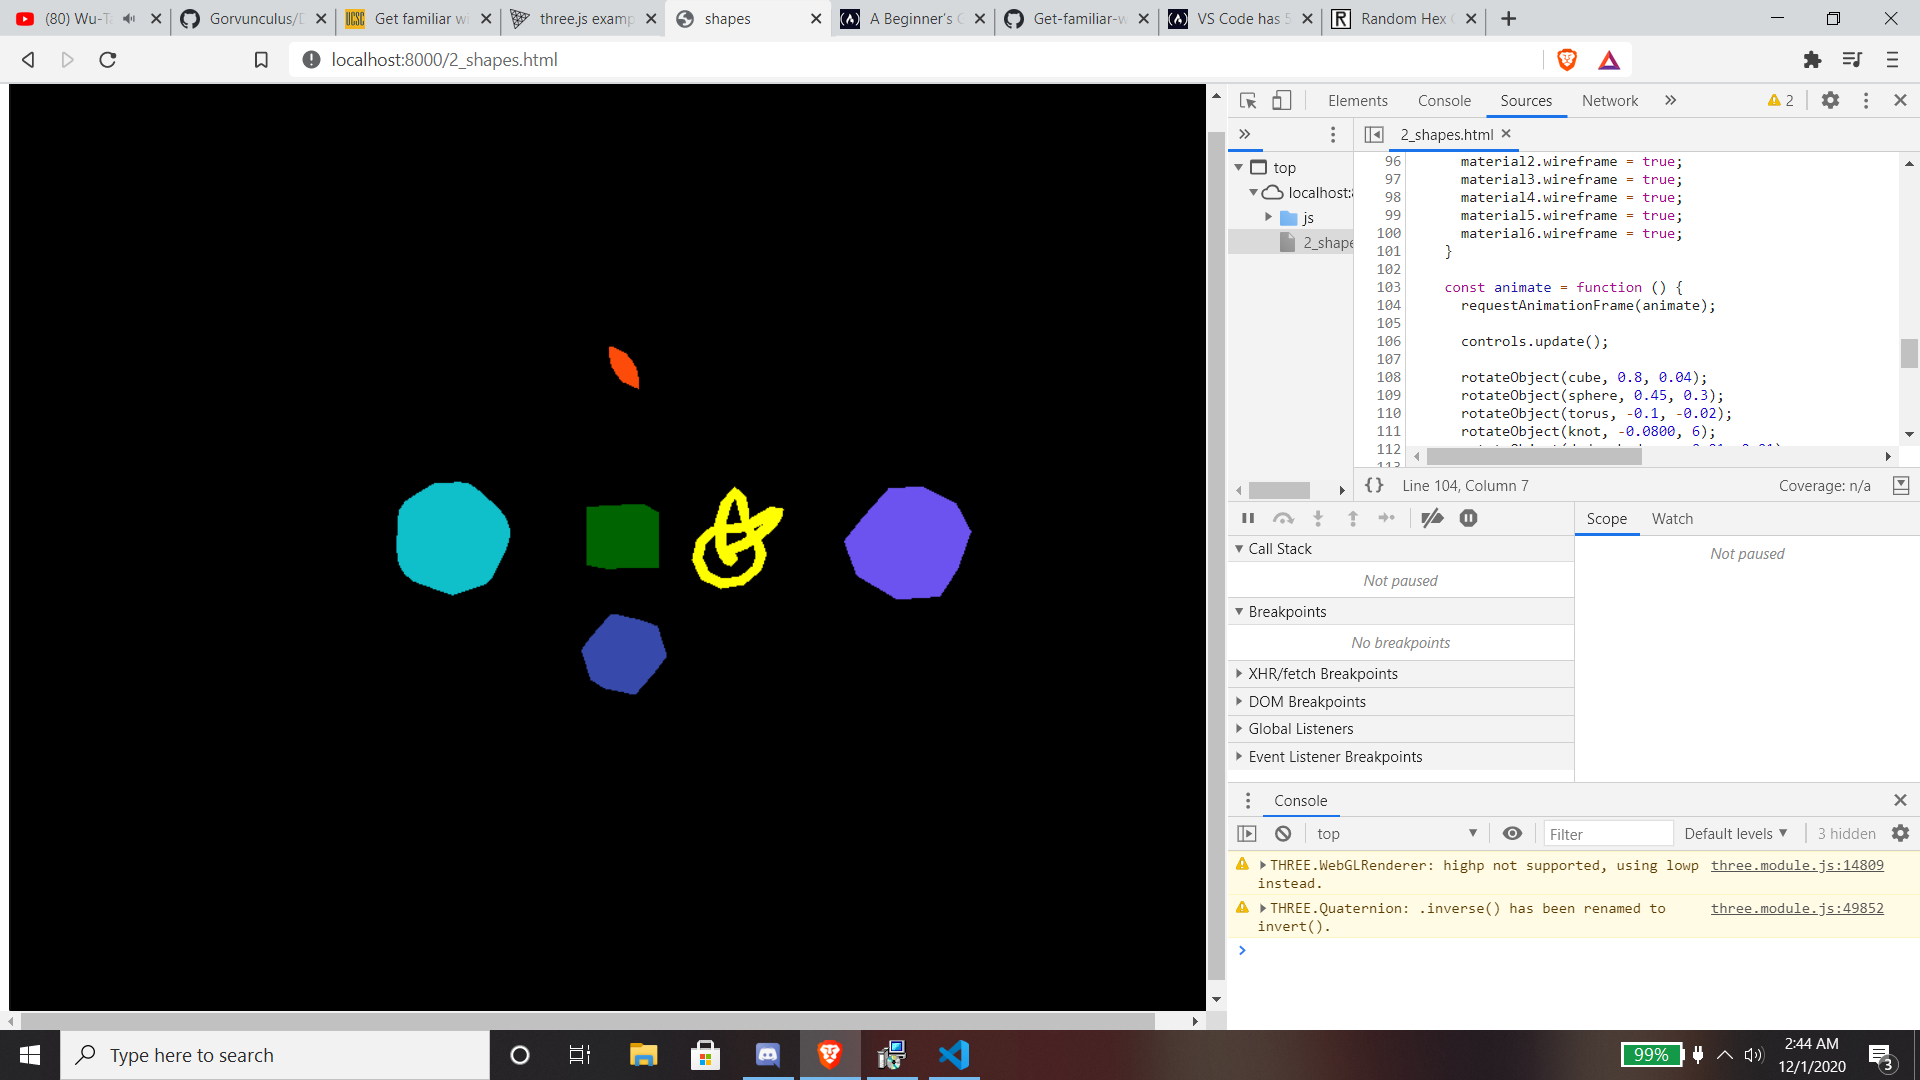 (80) Wu-Ta
Gorvunculus/D
UCSC
Get familiar wi
three.js examp
shapes
A Beginner's G
Get-familiar-w
VS Code has 5
R
Random Hex C
localhost:8000/2_shapes.html
Elements
Console
Sources
Network
2
2_shapes.html
top
localhost:8
js
2_shape
96 material2.wireframe = true;
97 material3.wireframe = true;
98 material4.wireframe = true;
99 material5.wireframe = true;
100 material6.wireframe = true;
101 }
102
103 const animate = function () {
104 requestAnimationFrame(animate);
105
106 controls.update();
107
108 rotateObject(cube, 0.8, 0.04);
109 rotateObject(sphere, 0.45, 0.3);
110 rotateObject(torus, -0.1, -0.02);
111 rotateObject(knot, -0.0800, 6);
112
{} Line 104, Column 7
Coverage: n/a
Scope
Watch
Not paused
Call Stack
Not paused
Breakpoints
No breakpoints
XHR/fetch Breakpoints
DOM Breakpoints
Global Listeners
Event Listener Breakpoints
Console
top
Filter
Default levels
3 hidden
THREE.WebGLRenderer: highp not supported, using lowp three.module.js:14809
instead.
THREE.Quaternion: .inverse() has been renamed to three.module.js:49852
invert().
Type here to search
99%
2:44 AM
12/1/2020
3